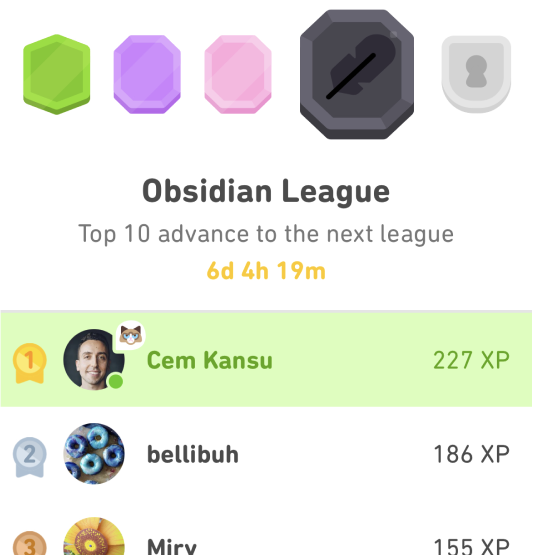 Obsidian League
Top 10 advance to the next league
6d 4h 19m
1 Cem Kansu 227 XP
2 bellibuh 186 XP
3 Miry 155 XP